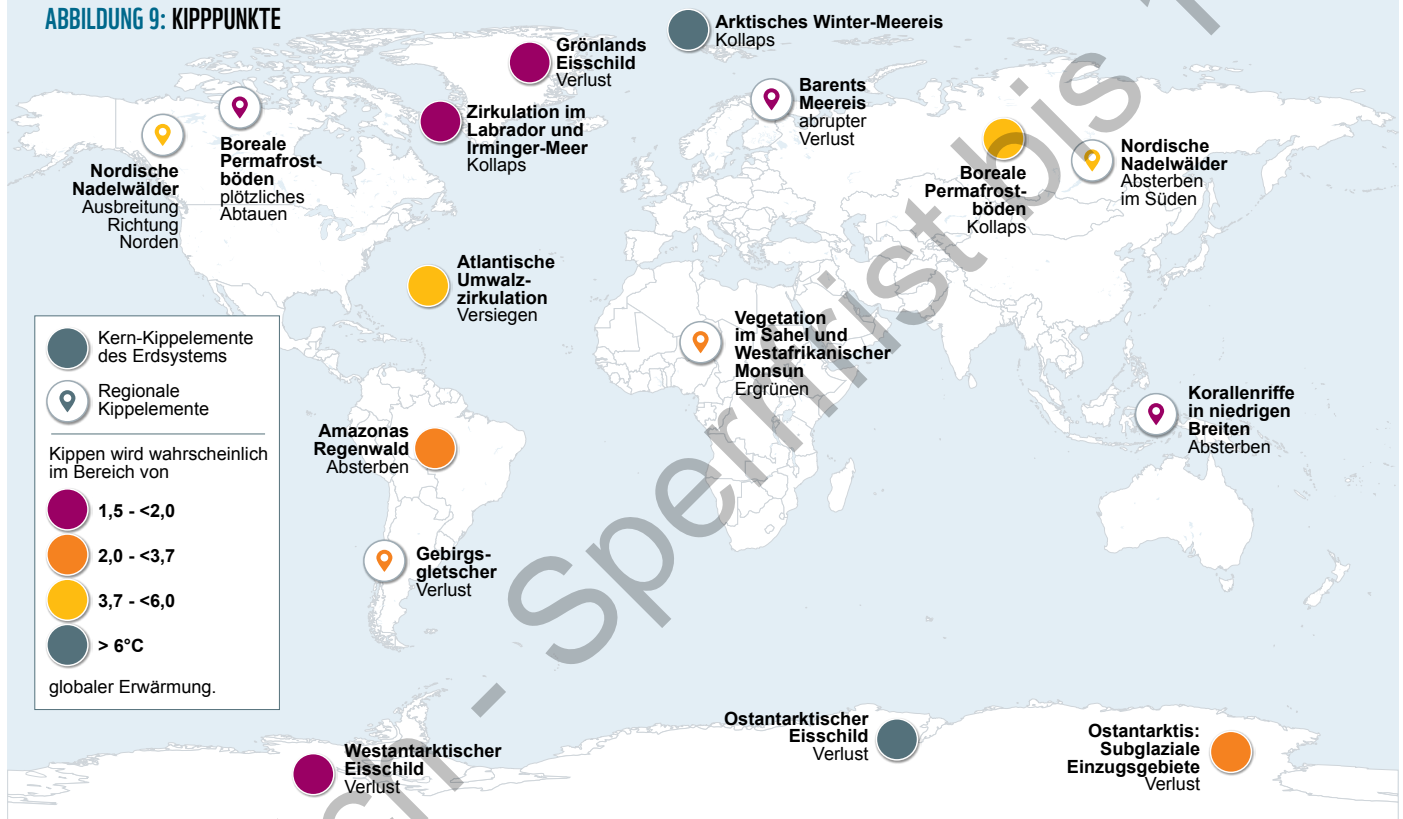 ABBILDUNG 9: KIPPPUNKTE
Arktisches Winter-Meereis
Kollaps
Grönlands
Eisschild
Verlust
Barents
Meereis
abrupter
Verlust
Zirkulation im
Labrador und
Irminger-Meer
Kollaps
Boreale
Permafrost-
böden
plötzliches
Abtauen
Nordische
Nadelwälder
Ausbreitung
Richtung
Norden
Boreale
Permafrost-
böden
Kollaps
Nordische
Nadelwälder
Absterben
im Süden
Atlantische
Umwalz-
zirkulation
Versiegen
Vegetation
im Sahel und
Westafrikanischer
Monsun
Ergrünen
Kern-Kippelemente
des Erdsystems
Regionale
Kippelemente
Kippen wird wahrscheinlich
im Bereich von
1,5 - <2,0
2,0 - <3,7
3,7 - <6,0
> 6°C
globaler Erwärmung.
Korallenriffe
in niedrigen
Breiten
Absterben
Amazonas
Regenwald
Absterben
Gebirgs-
gletscher
Verlust
Westantarktischer
Eisschild
Verlust
Ostantarktischer
Eisschild
Verlust
Ostantarktis:
Subglaziale
Einzugsgebiete
Verlust
- Sperrfrist bis